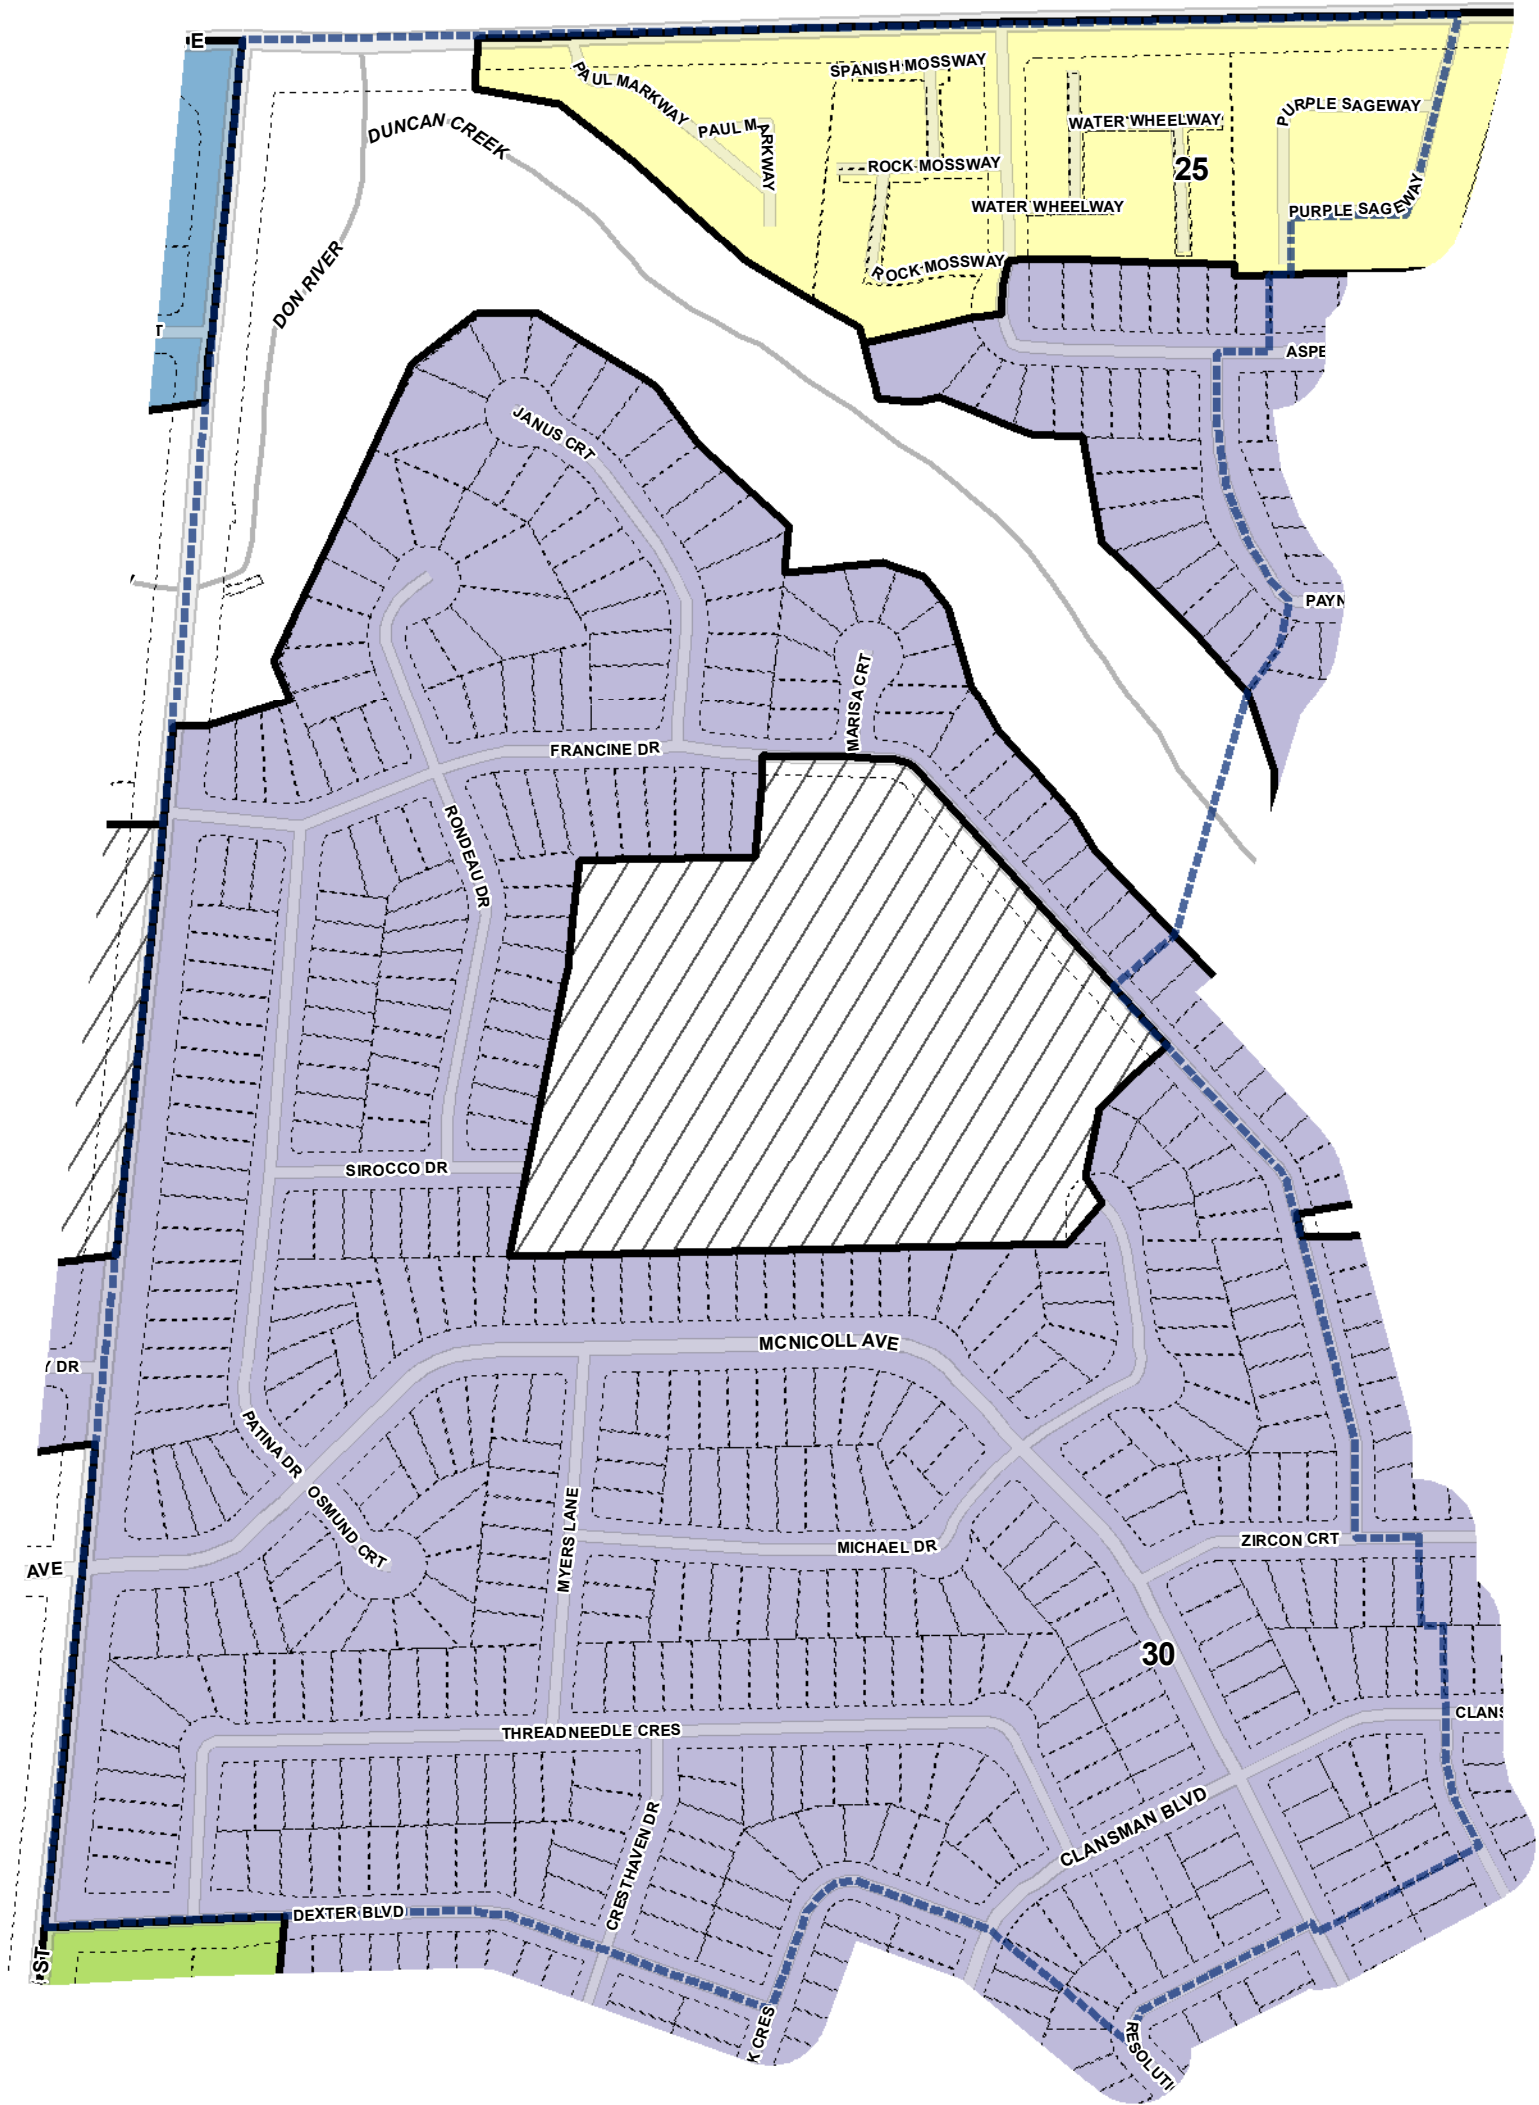 E
SPANISH MOSSWAY
PAUL MARKWAY
PURPLE SAGEWAY
DUNCAN CREEK
PAUL MARKWAY
WATER WHEELWAY
ROCK MOSSWAY
25
WATER WHEELWAY
PURPLE SAGEWAY
ROCK MOSSWAY
DON RIVER
T
ASPE
JANUS CRT
PAYN
MARISA CRT
FRANCINE DR
RONDEAU DR
SIROCCO DR
MCNICOLL AVE
Y DR
PATINA DR
OSMUND CRT
MYERS LANE
MICHAEL DR
ZIRCON CRT
AVE
30
THREADNEEDLE CRES
CLANS
CLANSMAN BLVD
CRESTHAVEN DR
DEXTER BLVD
ST
K CRES
RESOLUTI